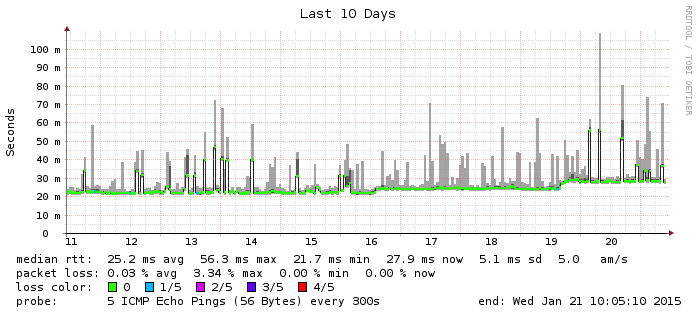 Last 10 Days
RRDTOOL / TOBI OETIKER
Seconds
100 m
90 m
80 m
70 m
60 m
50 m
40 m
30 m
20 m
10 m
0
11 12 13 14 15 16 17 18 19 20
median rtt: 25.2 ms avg 56.3 ms max 21.7 ms min 27.9 ms now 5.1 ms sd 5.0 am/s
packet loss: 0.03 % avg 3.34 % max 0.00 % min 0.00 % now
loss color: 0 1/5 2/5 3/5 4/5
probe: 5 ICMP Echo Pings (56 Bytes) every 300s end: Wed Jan 21 10:05:10 2015